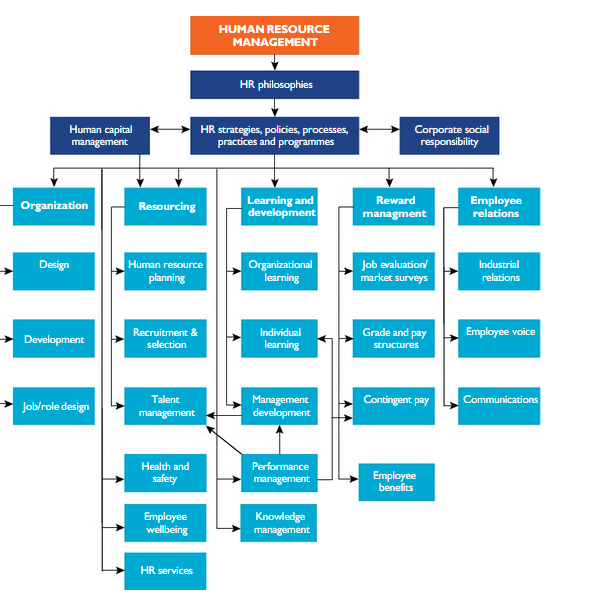 HUMAN RESOURCE
MANAGEMENT
HR philosophies
Human capital
management
HR strategies, policies, processes,
practices and programmes
Corporate social
responsibility
Organization
Resourcing
Learning and
development
Reward
managment
Employee
relations
Design
Human resource
planning
Organizational
learning
Job evaluation/
market surveys
Industrial
relations
Development
Recruitment &
selection
Individual
learning
Grade and pay
structures
Employee voice
Job/role design
Talent
management
Management
development
Contingent pay
Communications
Health and
safety
Performance
management
Employee
benefits
Employee
wellbeing
Knowledge
management
HR services